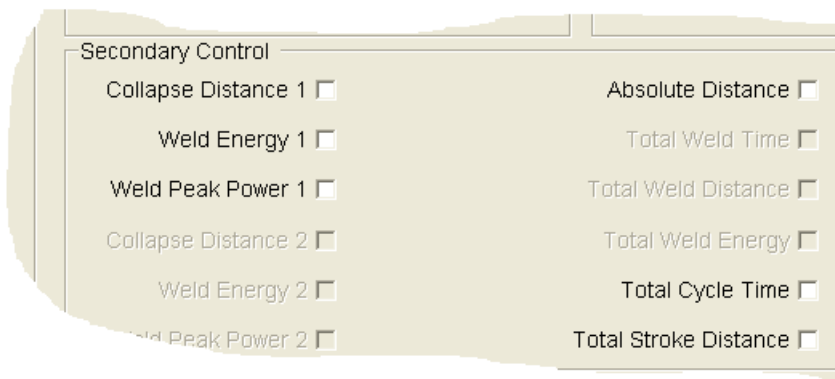 Secondary Control
Collapse Distance 1
Absolute Distance
Weld Energy 1
Total Weld Time
Weld Peak Power 1
Total Weld Distance
Collapse Distance 2
Total Weld Energy
Weld Energy 2
Total Cycle Time
Peak Power 2
Total Stroke Distance